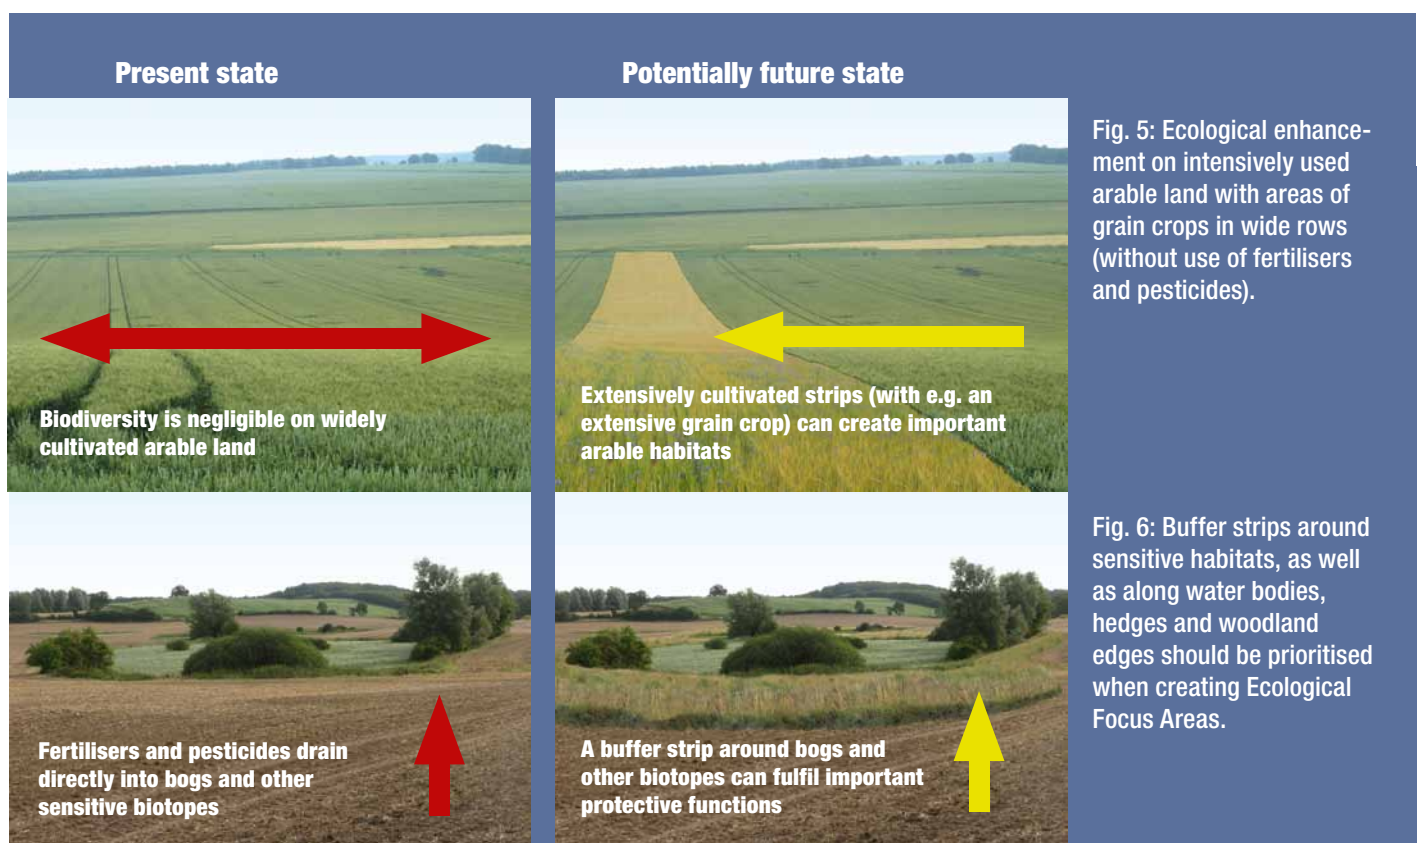 Present state
Potentially future state
Biodiversity is negligible on widely
cultivated arable land
Extensively cultivated strips (with e.g. an
extensive grain crop) can create important
arable habitats
Fig. 5: Ecological enhance-
ment on intensively used
arable land with areas of
grain crops in wide rows
(without use of fertilisers
and pesticides).
Fertilisers and pesticides drain
directly into bogs and other
sensitive biotopes
A buffer strip around bogs and
other biotopes can fulfil important
protective functions
Fig. 6: Buffer strips around
sensitive habitats, as well
as along water bodies,
hedges and woodland
edges should be prioritised
when creating Ecological
Focus Areas.